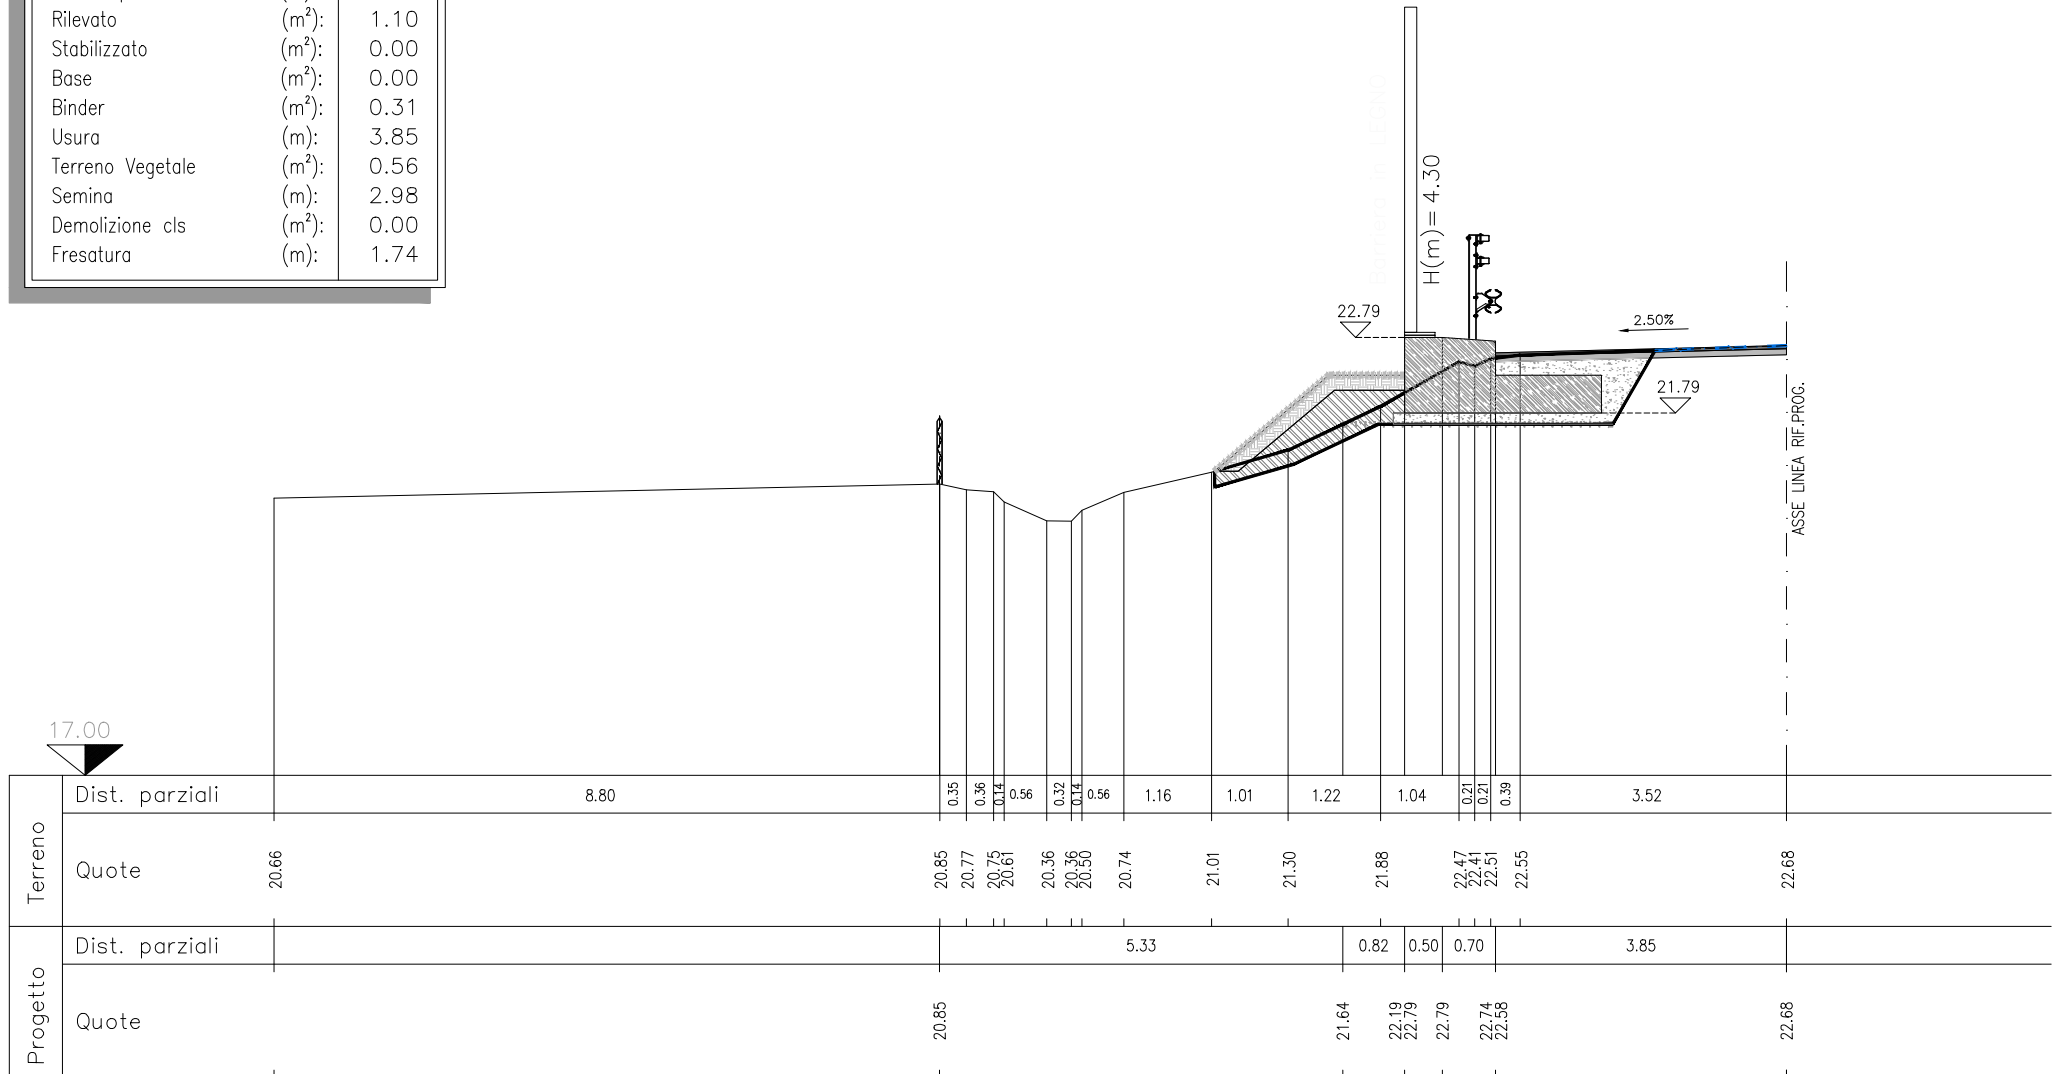 Rilevato (m²): 1.10
Stabilizzato (m²): 0.00
Base (m²): 0.00
Binder (m²): 0.31
Usura (m): 3.85
Terreno Vegetale (m²): 0.56
Semina (m): 2.98
Demolizione cls (m²): 0.00
Fresatura (m): 1.74
H(m)= 4.30
22.79
2.50%
21.79
ASSE LINEA RIF.PROG.
17.00
Terreno
Dist. parziali 8.80 0.35 0.36 0.14 0.56 0.32 0.14 0.56 1.16 1.01 1.22 1.04 0.21 0.21 0.39 3.52
Quote 20.66 20.85 20.77 20.75 20.61 20.36 20.36 20.50 20.74 21.01 21.30 21.88 22.47 22.41 22.51 22.55 22.68
Progetto
Dist. parziali 5.33 0.82 0.50 0.70 3.85
Quote 20.85 21.64 22.19 22.79 22.79 22.74 22.58 22.68